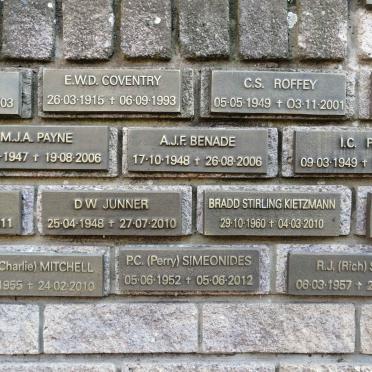 E.W.D. COVENTRY
26·03·1915 ✝ 06·09·1993
C.S. ROFFEY
05·05·1949 ✝ 03·11·2001
03
M.J.A. PAYNE
1947 ✝ 19·08·2006
A.J.F. BENADE
17·10·1948 ✝ 26·08·2006
I.C.
09·03·1949 ✝
11
D W JUNNER
25·04·1948 ✝ 27·07·2010
BRADD STIRLING KIETZMANN
29·10·1960 ✝ 04·03·2010
Charlie) MITCHELL
1955 ✝ 24·02·2010
P.C. (Perry) SIMEONIDES
05·06·1952 ✝ 05·06·2012
R.J. (Rich) S
06·03·1957 ✝ 2